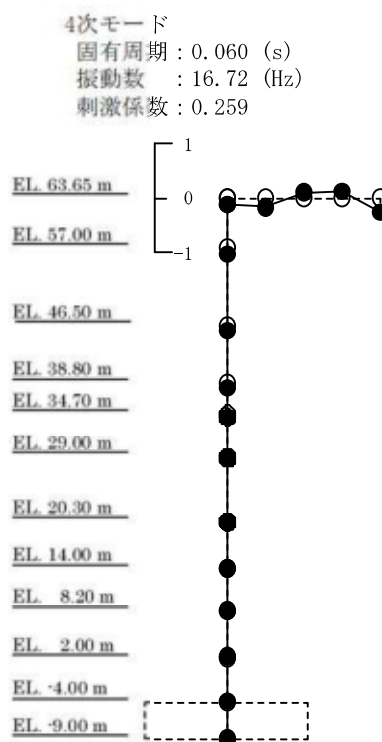 4次モード
固有周期：0.060 (s)
振動数　：16.72 (Hz)
刺激係数：0.259
1
EL. 63.65 m
0
EL. 57.00 m
-1
EL. 46.50 m
EL. 38.80 m
EL. 34.70 m
EL. 29.00 m
EL. 20.30 m
EL. 14.00 m
EL. 8.20 m
EL. 2.00 m
EL. -4.00 m
EL. -9.00 m